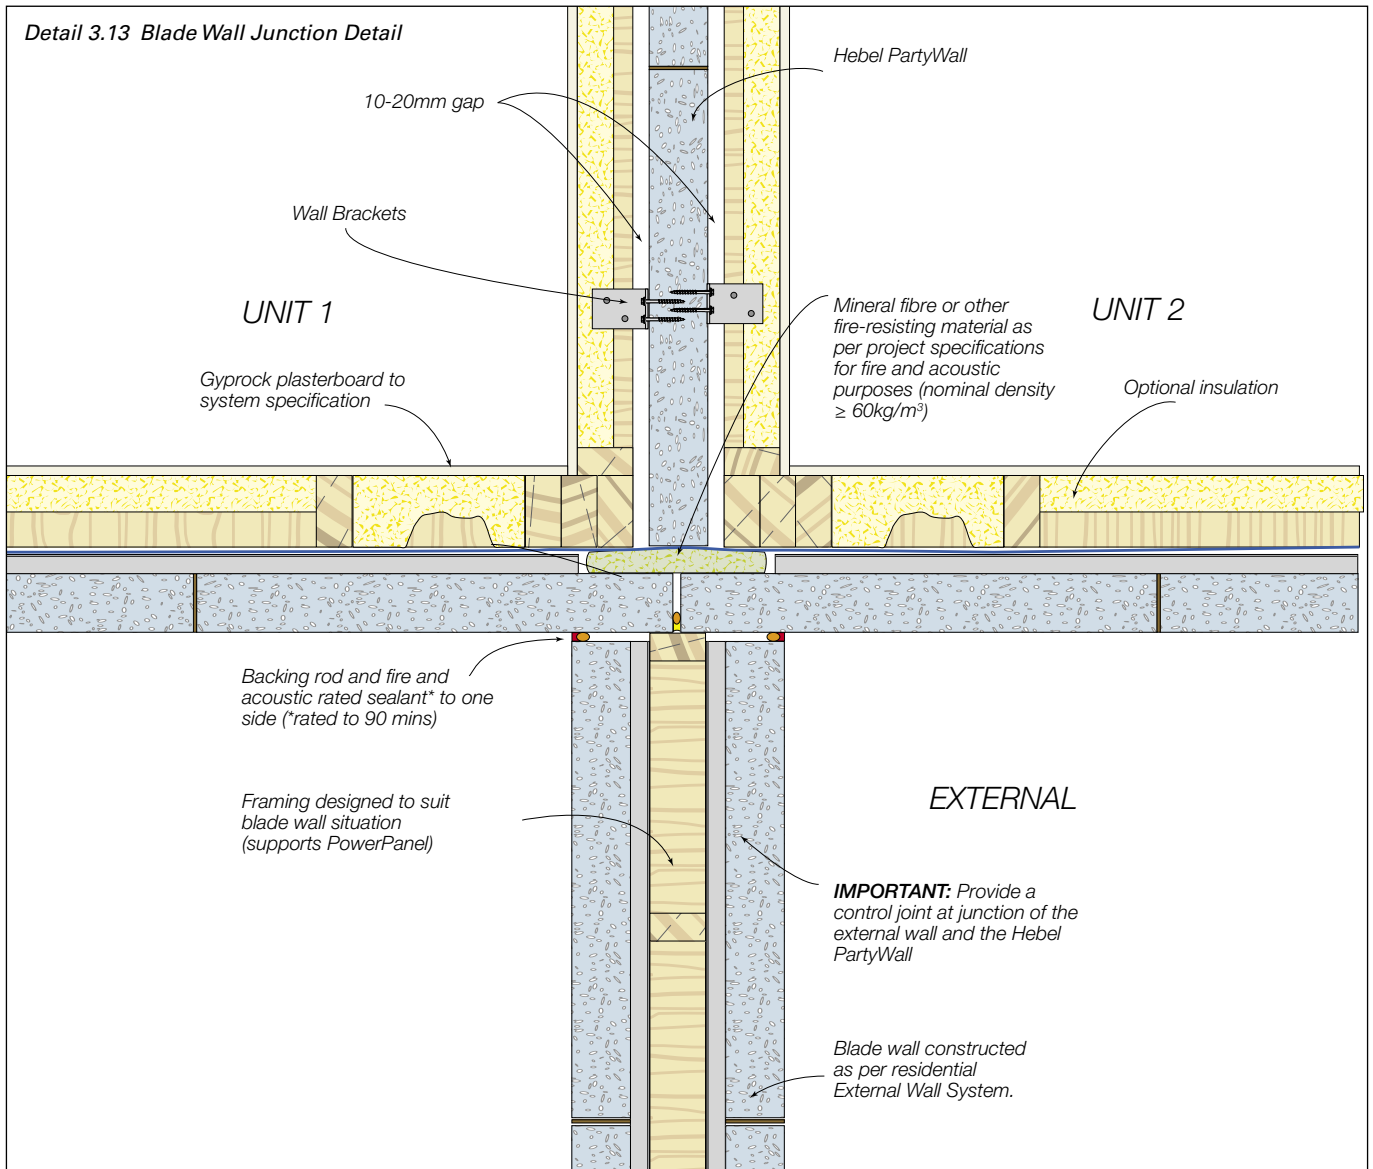 Detail 3.13 Blade Wall Junction Detail
Hebel PartyWall
10-20mm gap
Wall Brackets
UNIT 1
Mineral fibre or other
fire-resisting material as
per project specifications
for fire and acoustic
purposes (nominal density
≥ 60kg/m³)
UNIT 2
Gyprock plasterboard to
system specification
Optional insulation
Backing rod and fire and
acoustic rated sealant* to one
side (*rated to 90 mins)
Framing designed to suit
blade wall situation
(supports PowerPanel)
EXTERNAL
IMPORTANT: Provide a
control joint at junction of the
external wall and the Hebel
PartyWall
Blade wall constructed
as per residential
External Wall System.